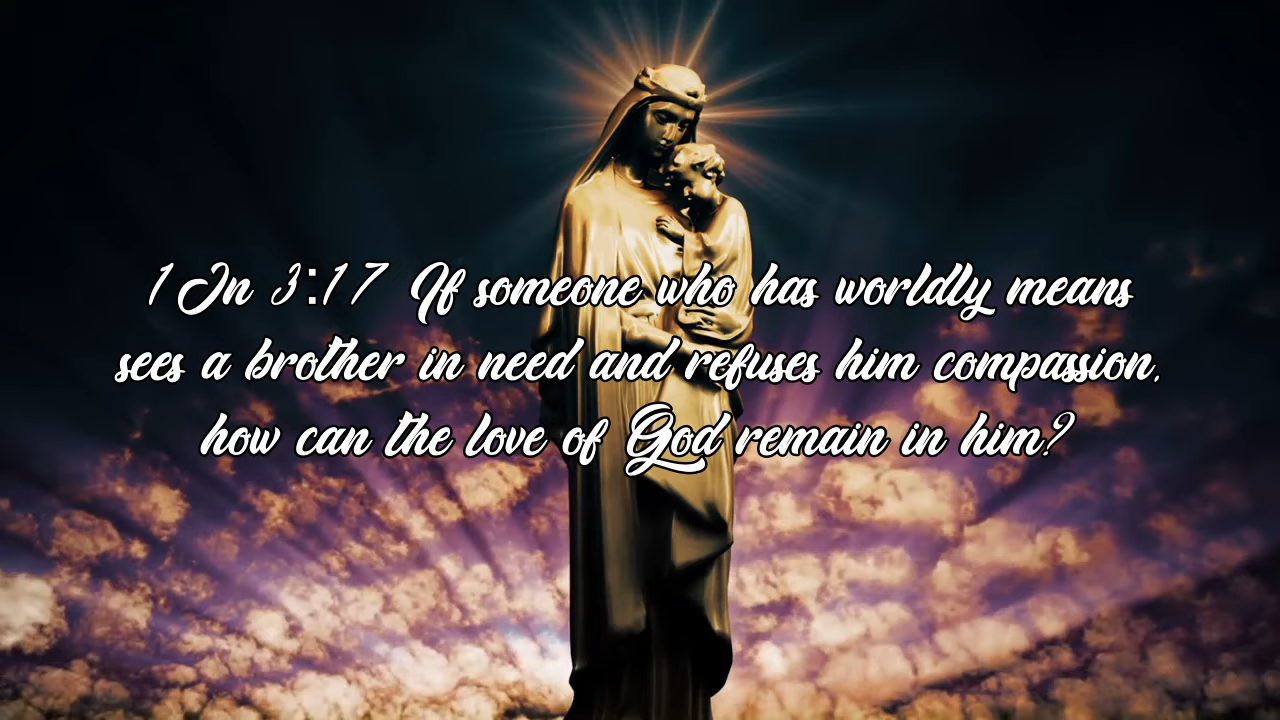 1 Jn 3:17 If someone who has worldly means
sees a brother in need and refuses him compassion,
how can the love of God remain in him?